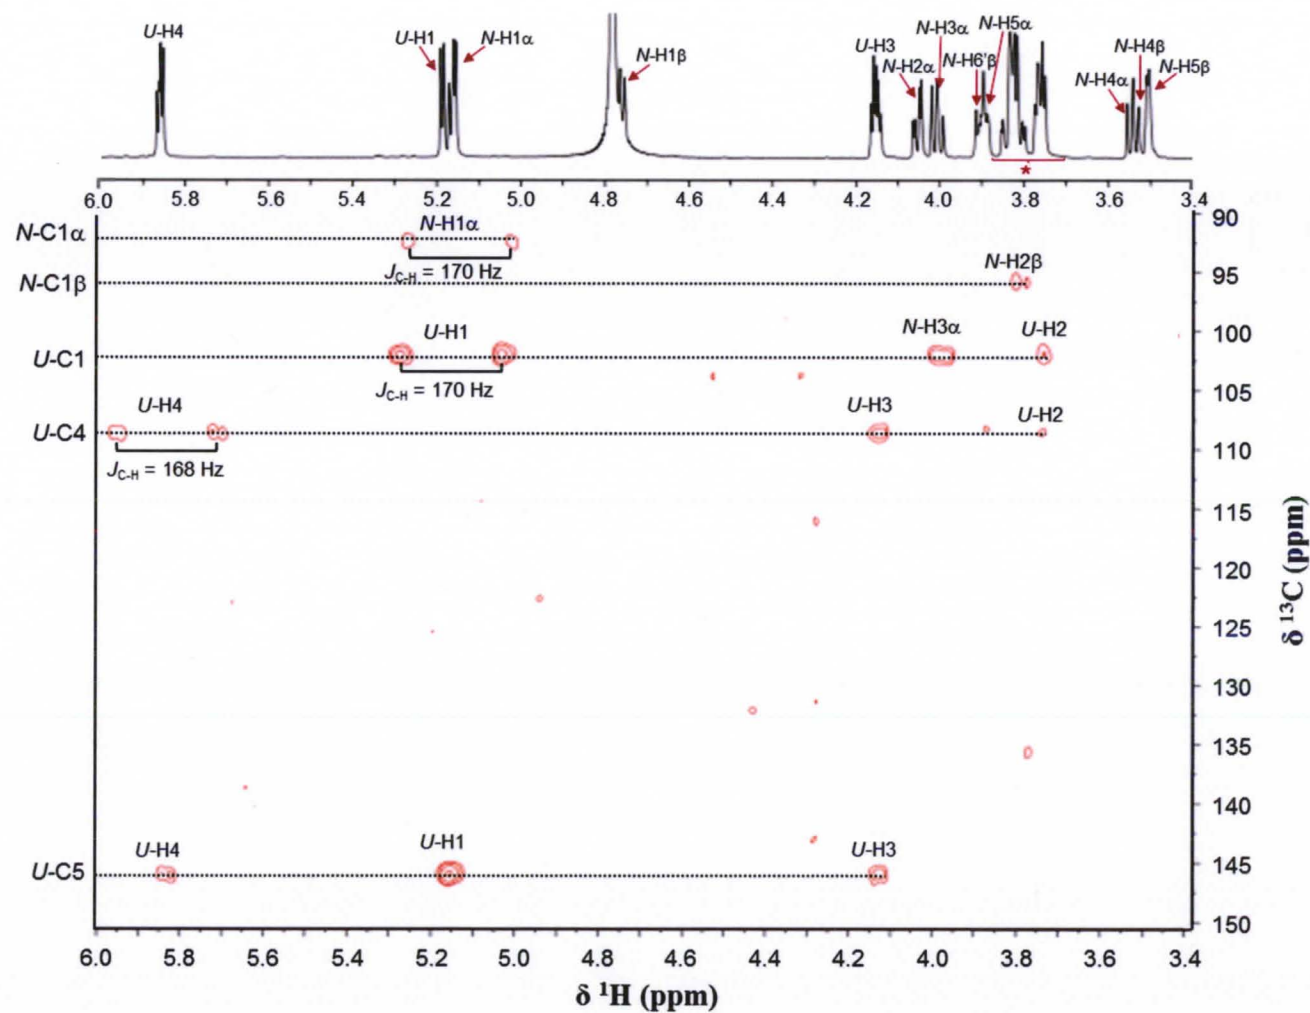 U-H4
U-H1
N-H1α
N-H1β
U-H3
N-H2α
N-H3α
N-H6'β
N-H5α
N-H4α
N-H4β
N-H5β
*
6.0 5.8 5.6 5.4 5.2 5.0 4.8 4.6 4.4 4.2 4.0 3.8 3.6 3.4
N-C1α
N-H1α
J C-H = 170 Hz
N-C1β
N-H2β
U-C1
U-H1
N-H3α
U-H2
J C-H = 170 Hz
U-C4
U-H4
U-H3
U-H2
J C-H = 168 Hz
U-C5
U-H4
U-H1
U-H3
90
95
100
105
110
115
120
125
130
135
140
145
150
δ 13C (ppm)
6.0 5.8 5.6 5.4 5.2 5.0 4.8 4.6 4.4 4.2 4.0 3.8 3.6 3.4
δ 1H (ppm)